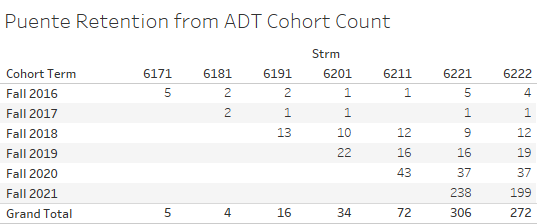 Puente Retention from ADT Cohort Count
Strm
Cohort Term 6171 6181 6191 6201 6211 6221 6222
Fall 2016 5 2 2 1 1 5 4
Fall 2017 2 1 1 1 1
Fall 2018 13 10 12 9 12
Fall 2019 22 16 16 19
Fall 2020 43 37 37
Fall 2021 238 199
Grand Total 5 4 16 34 72 306 272